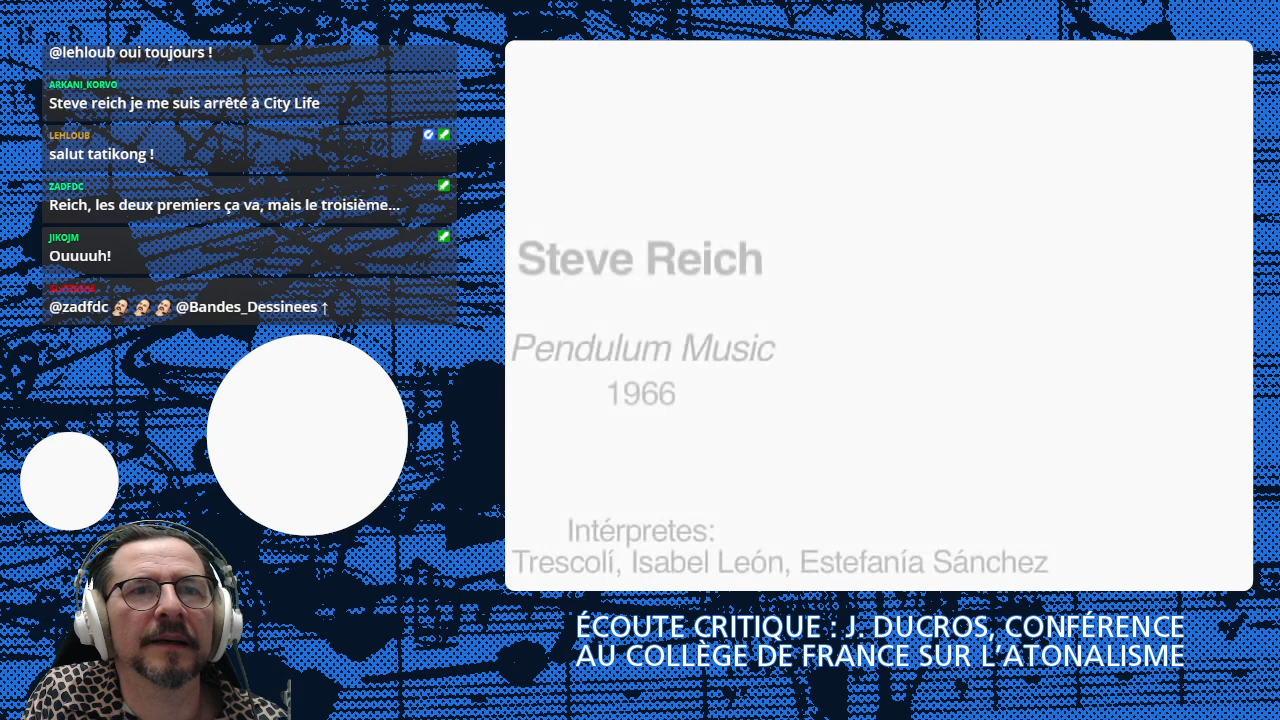 @lehloub oui toujours !
ARKANI_KORVO
Steve reich je me suis arrêté à City Life
LEHLOUB
salut tatikong !
ZADFDC
Reich, les deux premiers ça va, mais le troisième...
JIKOJM
Ouuuuh!
@zadfdc @Bandes_Dessinees ↑
Steve Reich
Pendulum Music
1966
Intérpretes:
Trescolí, Isabel León, Estefanía Sánchez
ÉCOUTE CRITIQUE : J. DUCROS, CONFÉRENCE
AU COLLÈGE DE FRANCE SUR L’ATONALISME